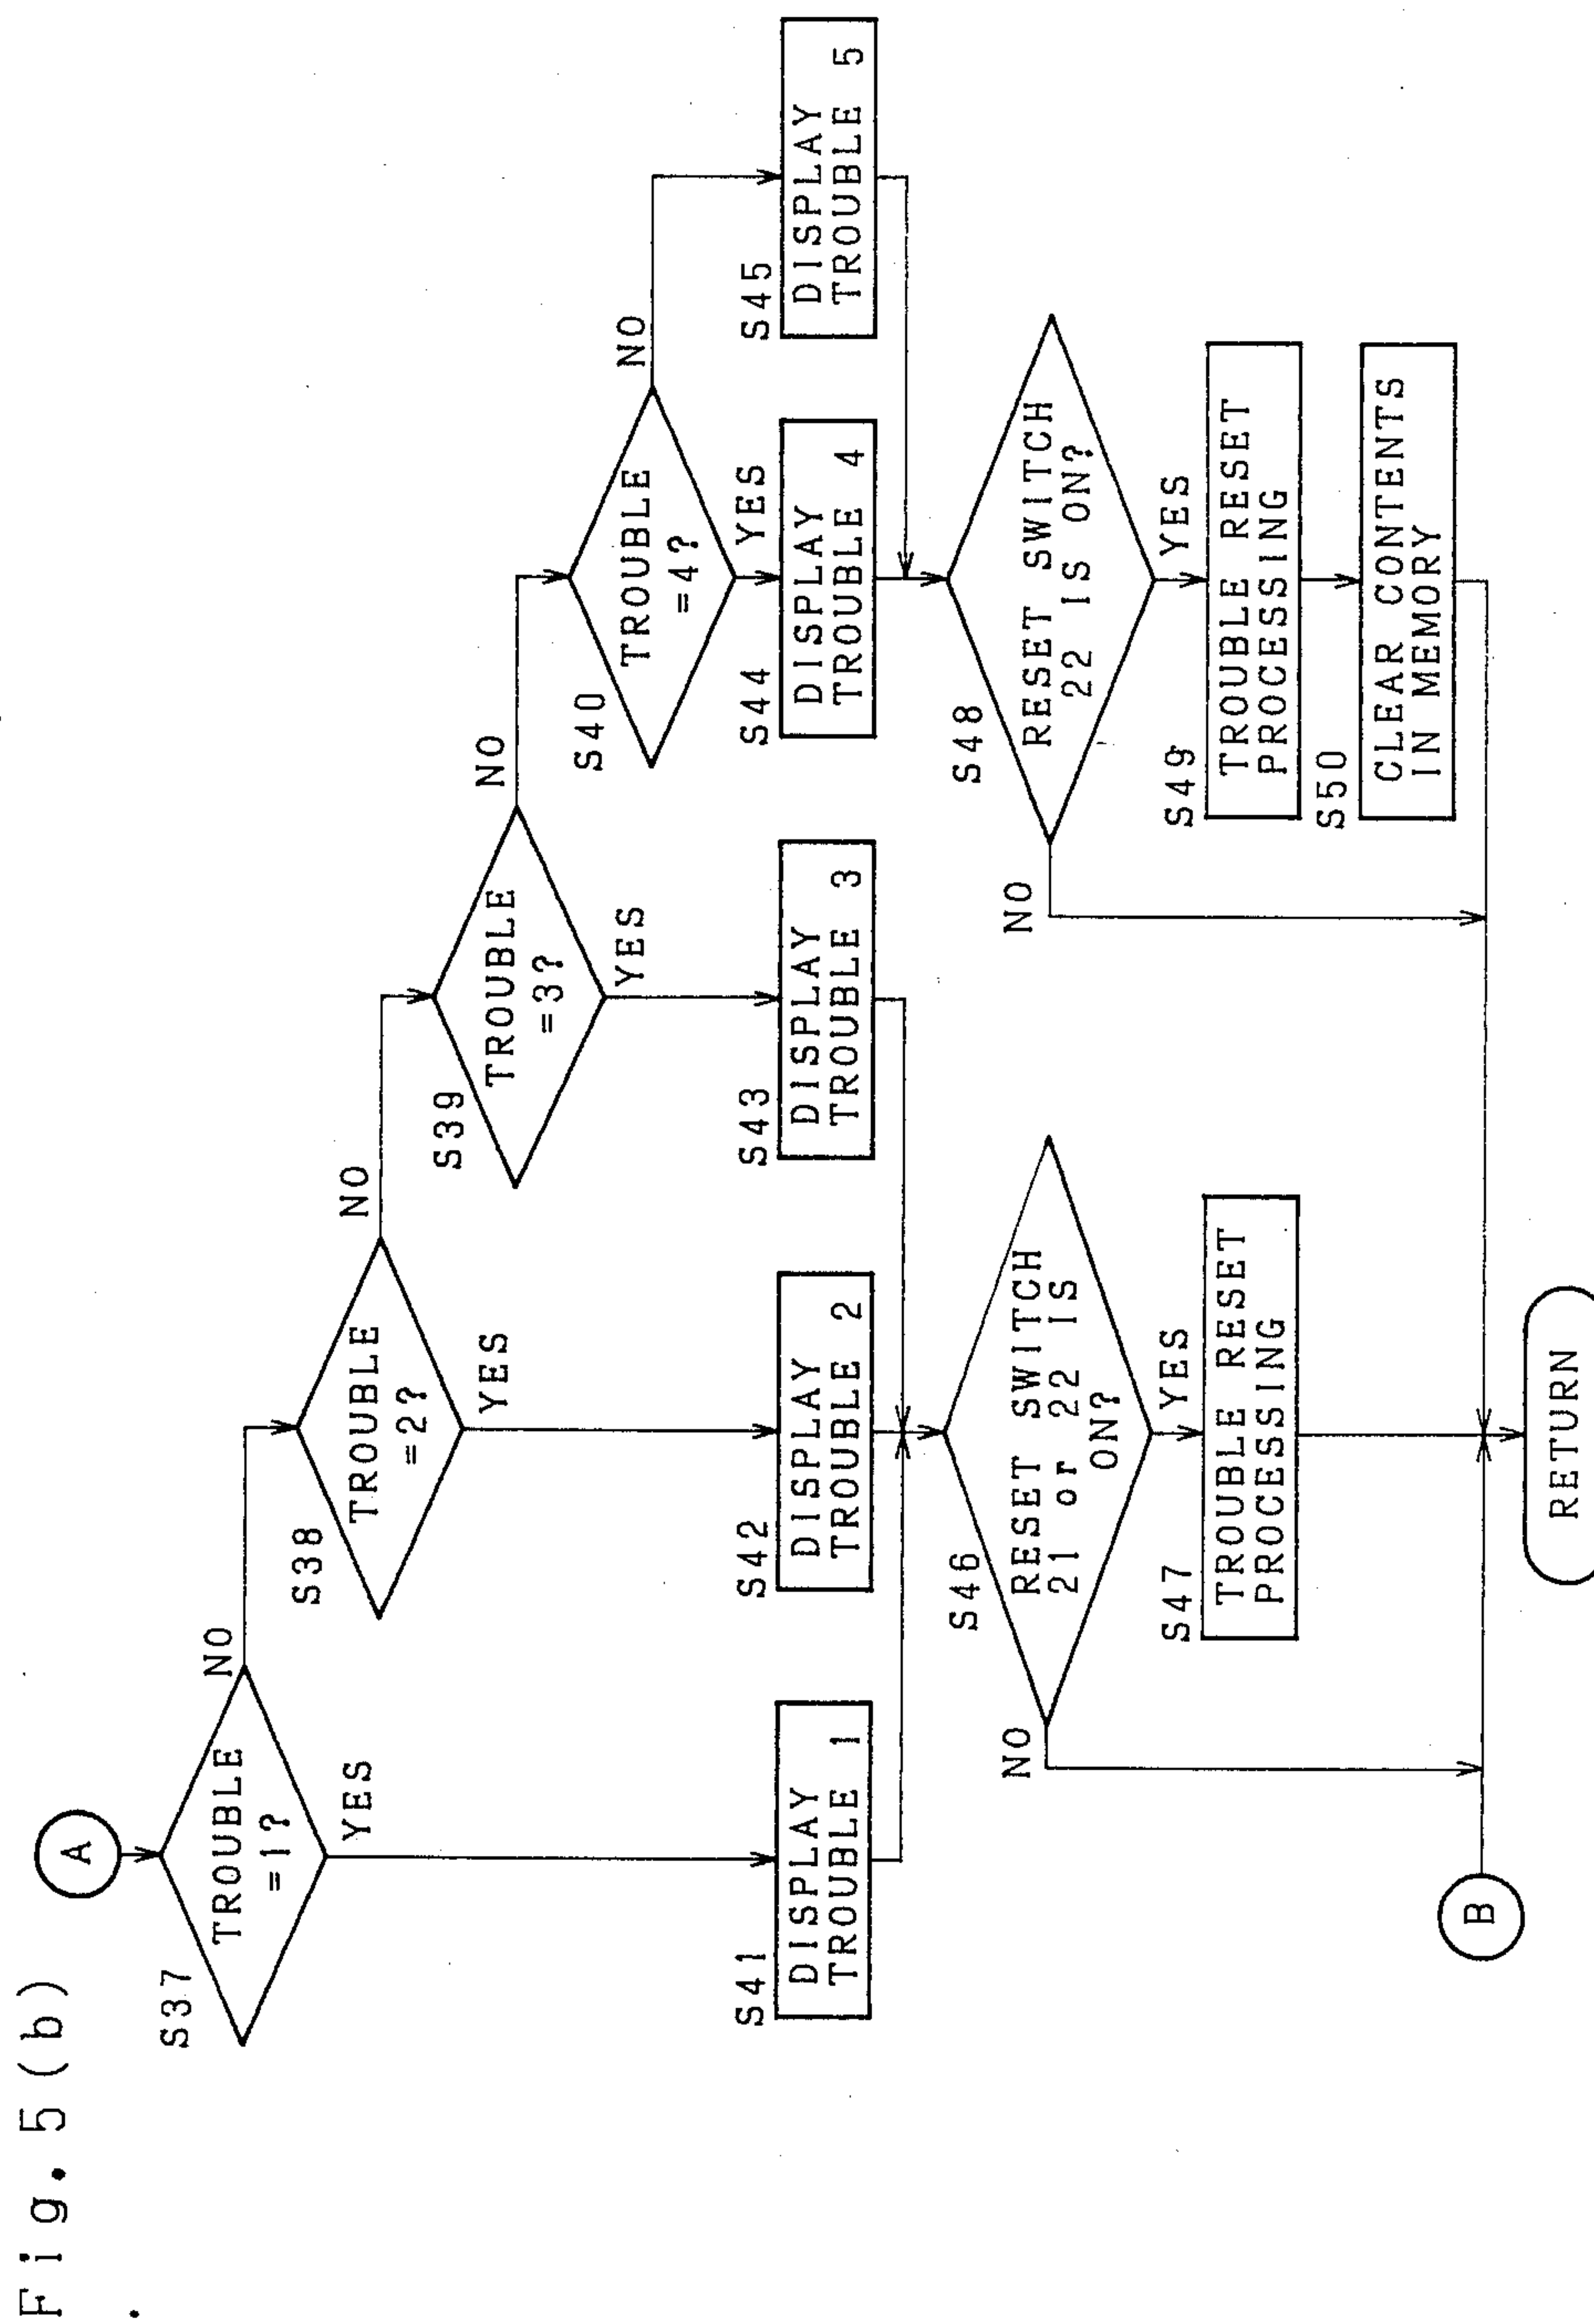 Fig. 5 (b)
A
S37
TROUBLE
=1?
NO
YES
S38
TROUBLE
=2?
NO
YES
S39
TROUBLE
=3?
NO
YES
S40
TROUBLE
=4?
NO
YES
S41
DISPLAY
TROUBLE 1
S42
DISPLAY
TROUBLE 2
S43
DISPLAY
TROUBLE 3
S44
DISPLAY
TROUBLE 4
S45
DISPLAY
TROUBLE 5
S46
RESET SWITCH
21 or 22 IS
ON?
NO
YES
S47
TROUBLE RESET
PROCESSING
S48
RESET SWITCH
22 IS ON?
NO
YES
S49
TROUBLE RESET
PROCESSING
S50
CLEAR CONTENTS
IN MEMORY
B
RETURN